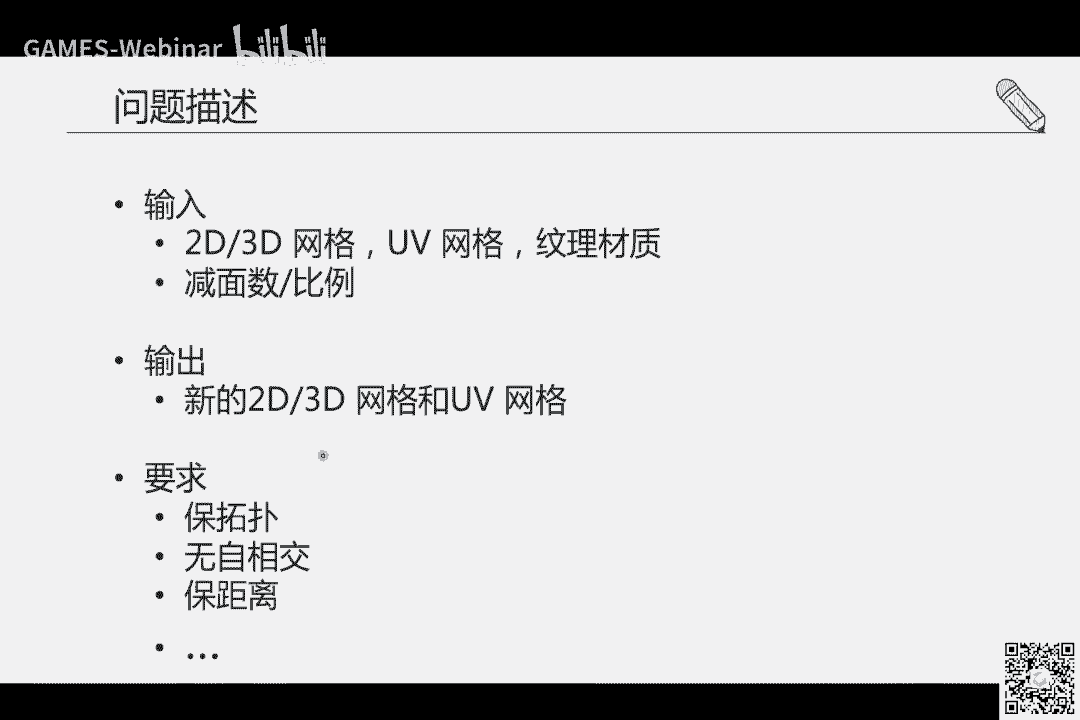 GAMES-Webinar bilibili
问题描述
• 输入
• 2D/3D 网格，UV 网格，纹理材质
• 减面数/比例
• 输出
• 新的2D/3D 网格和UV 网格
• 要求
• 保拓扑
• 无自相交
• 保距离
• ...